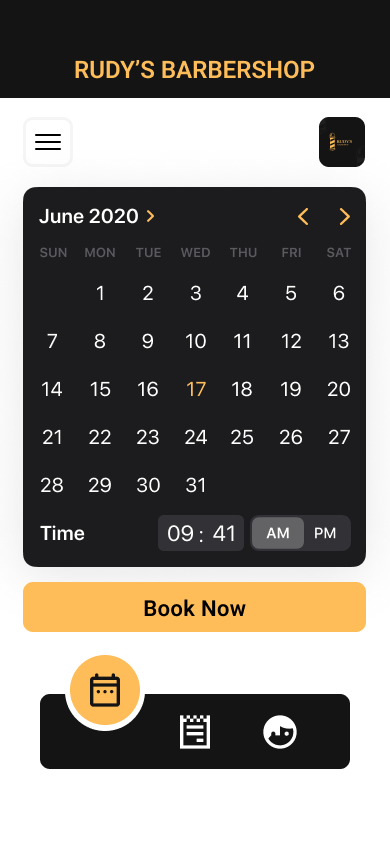 RUDY’S BARBERSHOP
RUDY'S
June 2020
SUN MON TUE WED THU FRI SAT
1 2 3 4 5 6
7 8 9 10 11 12 13
14 15 16 17 18 19 20
21 22 23 24 25 26 27
28 29 30 31
Time 09 : 41 AM PM
Book Now